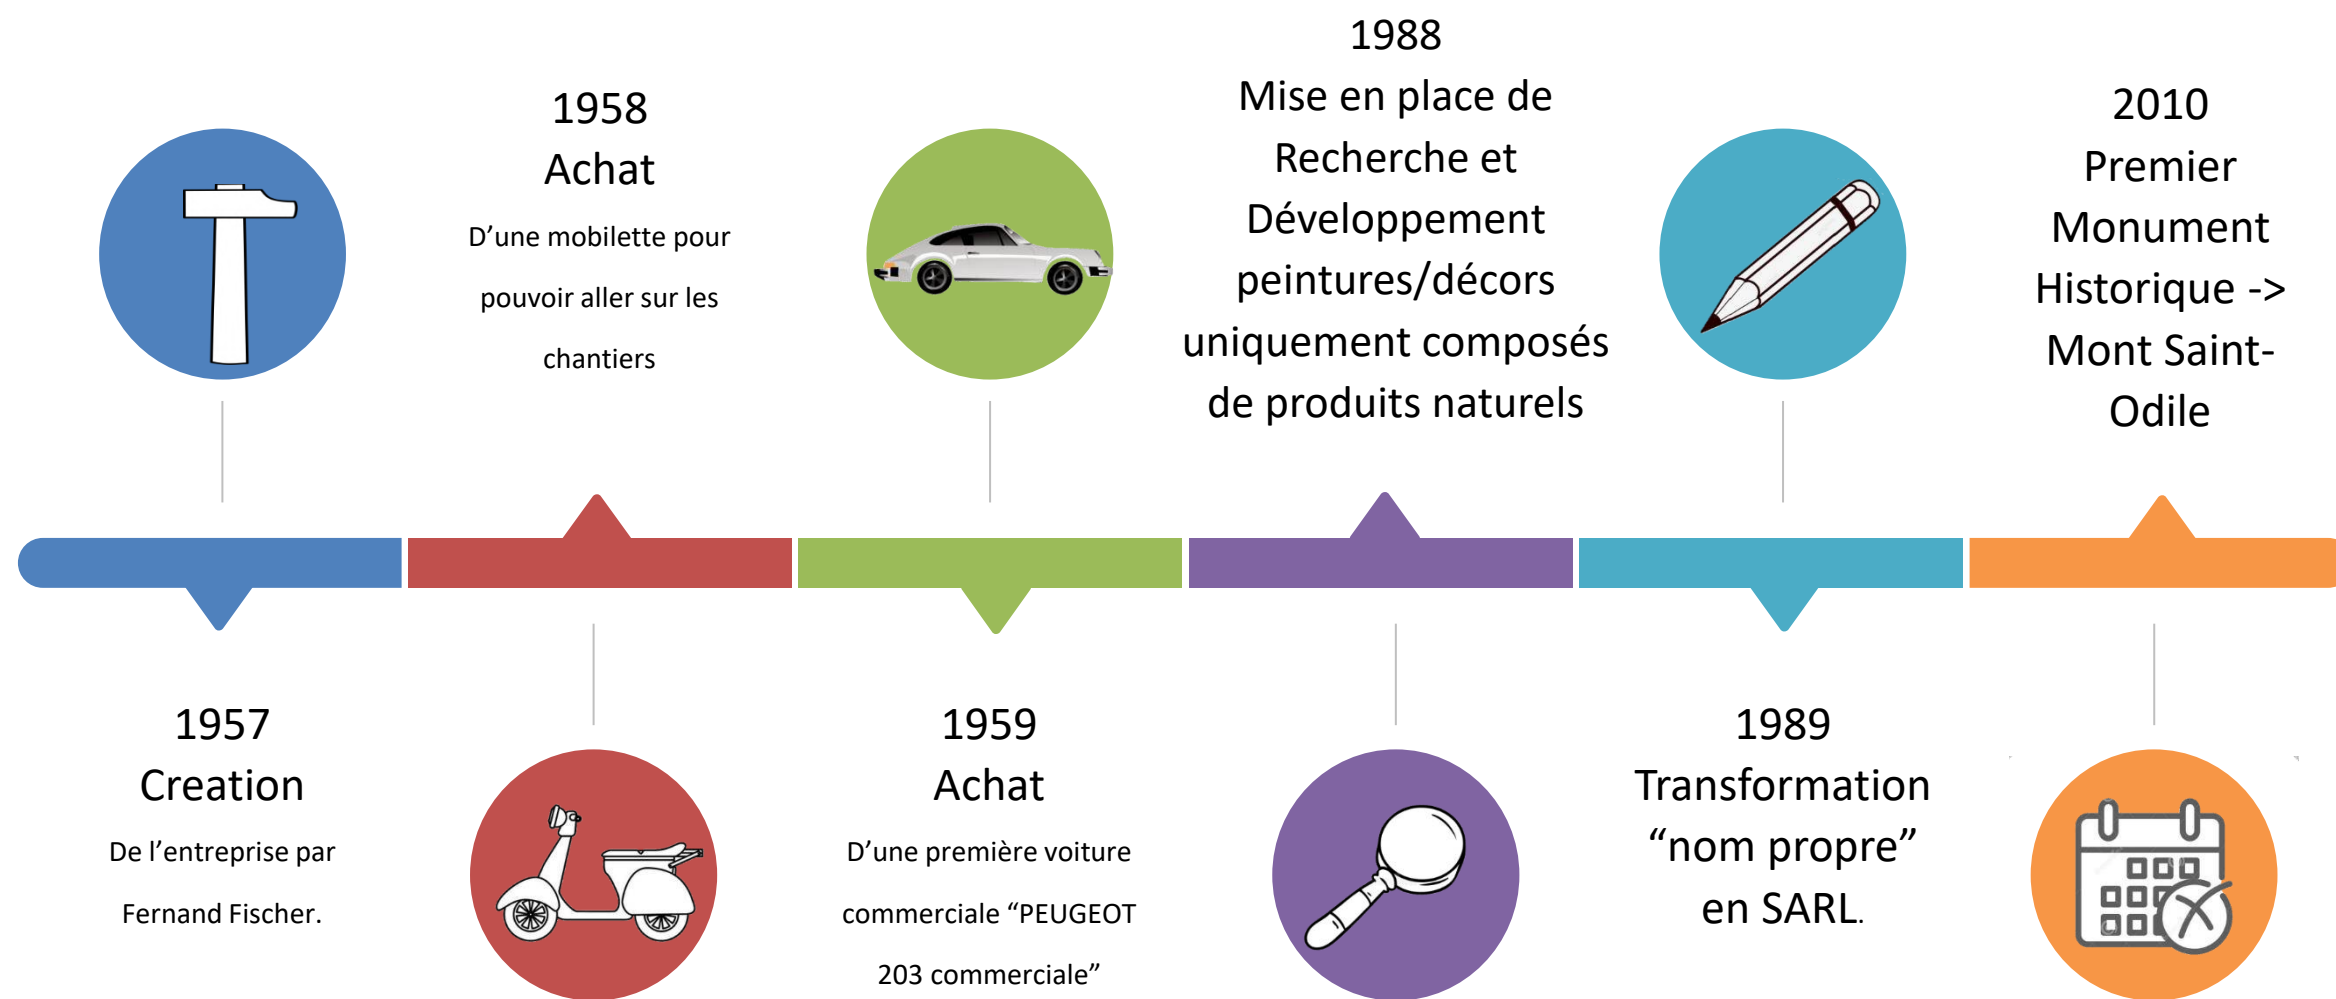 1957
Creation
De l’entreprise par
Fernand Fischer.
1958
Achat
D’une mobilette pour
pouvoir aller sur les
chantiers
1959
Achat
D’une première voiture
commerciale “PEUGEOT
203 commerciale”
1988
Mise en place de
Recherche et
Développement
peintures/décors
uniquement composés
de produits naturels
1989
Transformation
“nom propre”
en SARL.
2010
Premier
Monument
Historique ->
Mont Saint-
Odile